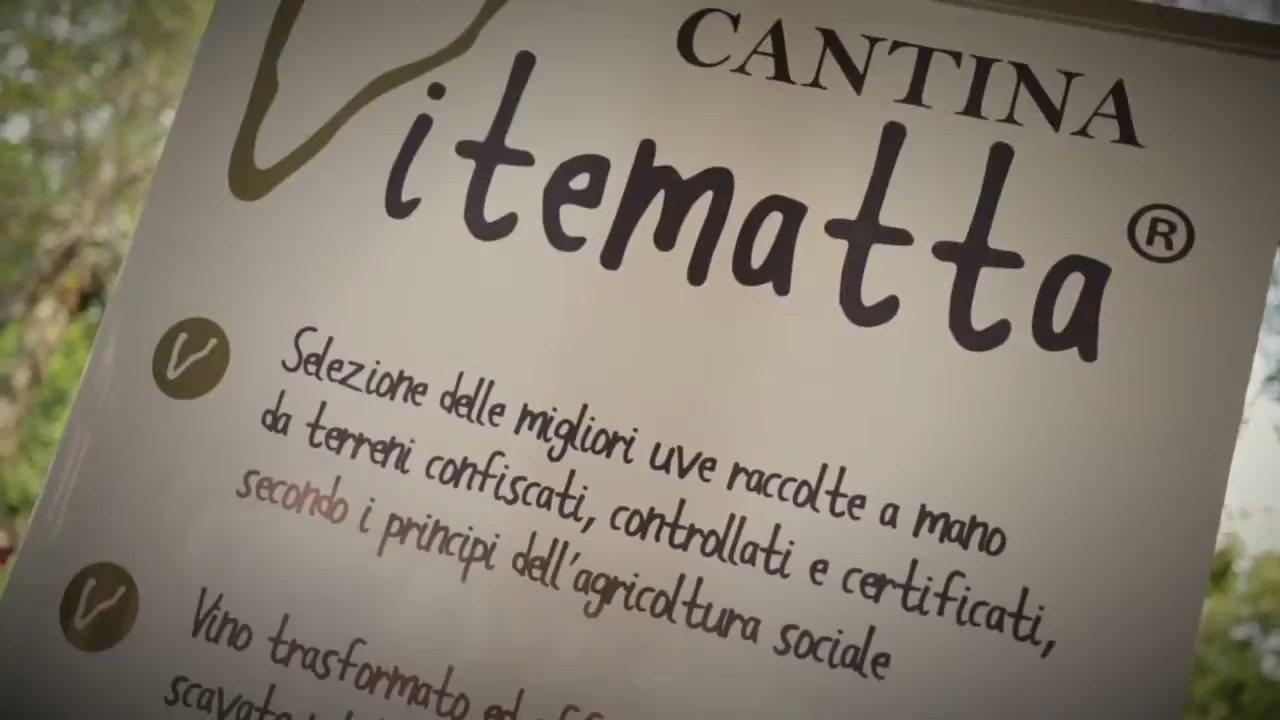 CANTINA
Vitematta®
Selezione delle migliori uve raccolte a mano
da terreni confiscati, controllati e certificati,
secondo i principi dell'agricoltura sociale
Vino trasformato ed